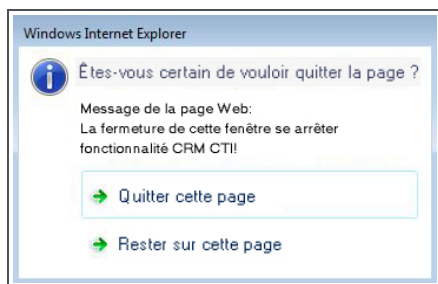 Windows Internet Explorer
Êtes-vous certain de vouloir quitter la page ?
Message de la page Web:
La fermeture de cette fenêtre se arrêter
fonctionnalité CRM CTI!
Quitter cette page
Rester sur cette page